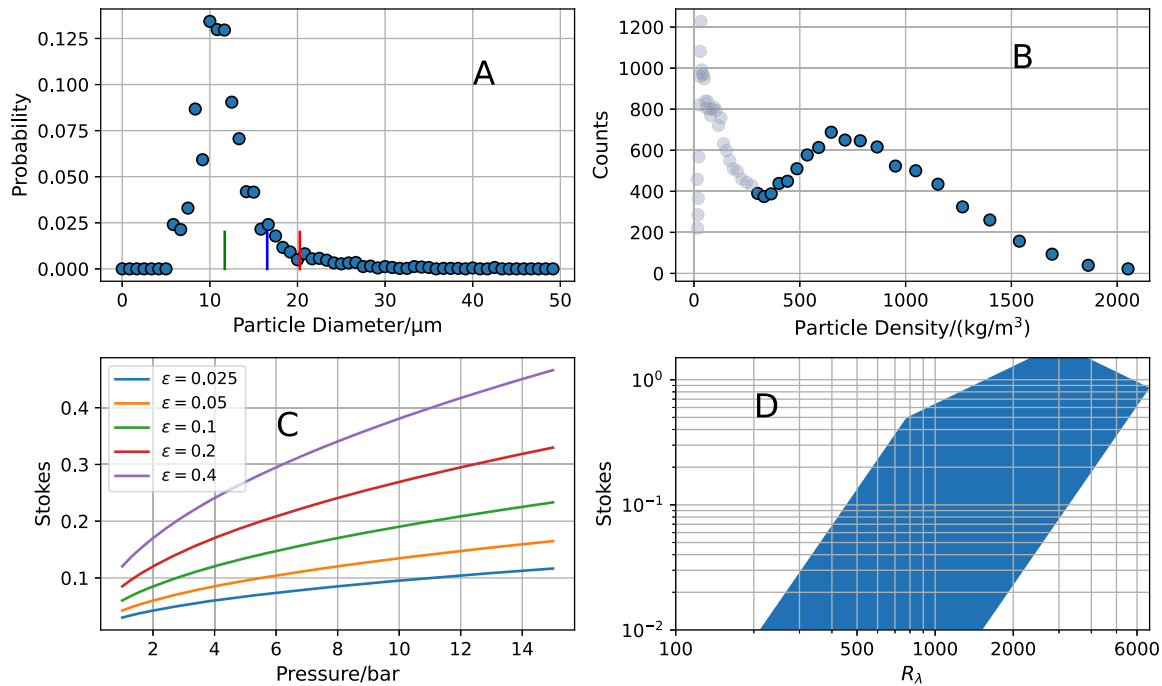 A
0.125
0.100
0.075
0.050
0.025
0.000
Probability
0
10
20
30
40
50
Particle Diameter/μm
B
1200
1000
800
600
400
200
0
Counts
0
500
1000
1500
2000
Particle Density/(kg/m³)
C
ε = 0.025
ε = 0.05
ε = 0.1
ε = 0.2
ε = 0.4
0.4
0.3
0.2
0.1
Stokes
2
4
6
8
10
12
14
Pressure/bar
D
10⁰
10⁻¹
10⁻²
Stokes
100
500
1000
2000
6000
R_λ